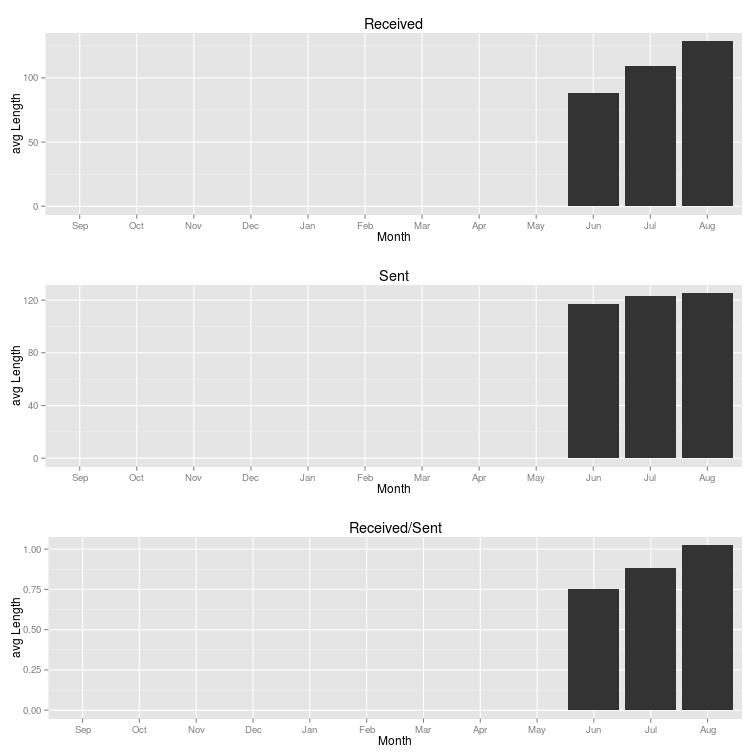 Received
avg Length
100
50
0
Sep Oct Nov Dec Jan Feb Mar Apr May Jun Jul Aug
Month
Sent
avg Length
120
80
40
0
Sep Oct Nov Dec Jan Feb Mar Apr May Jun Jul Aug
Month
Received/Sent
avg Length
1.00
0.75
0.50
0.25
0.00
Sep Oct Nov Dec Jan Feb Mar Apr May Jun Jul Aug
Month